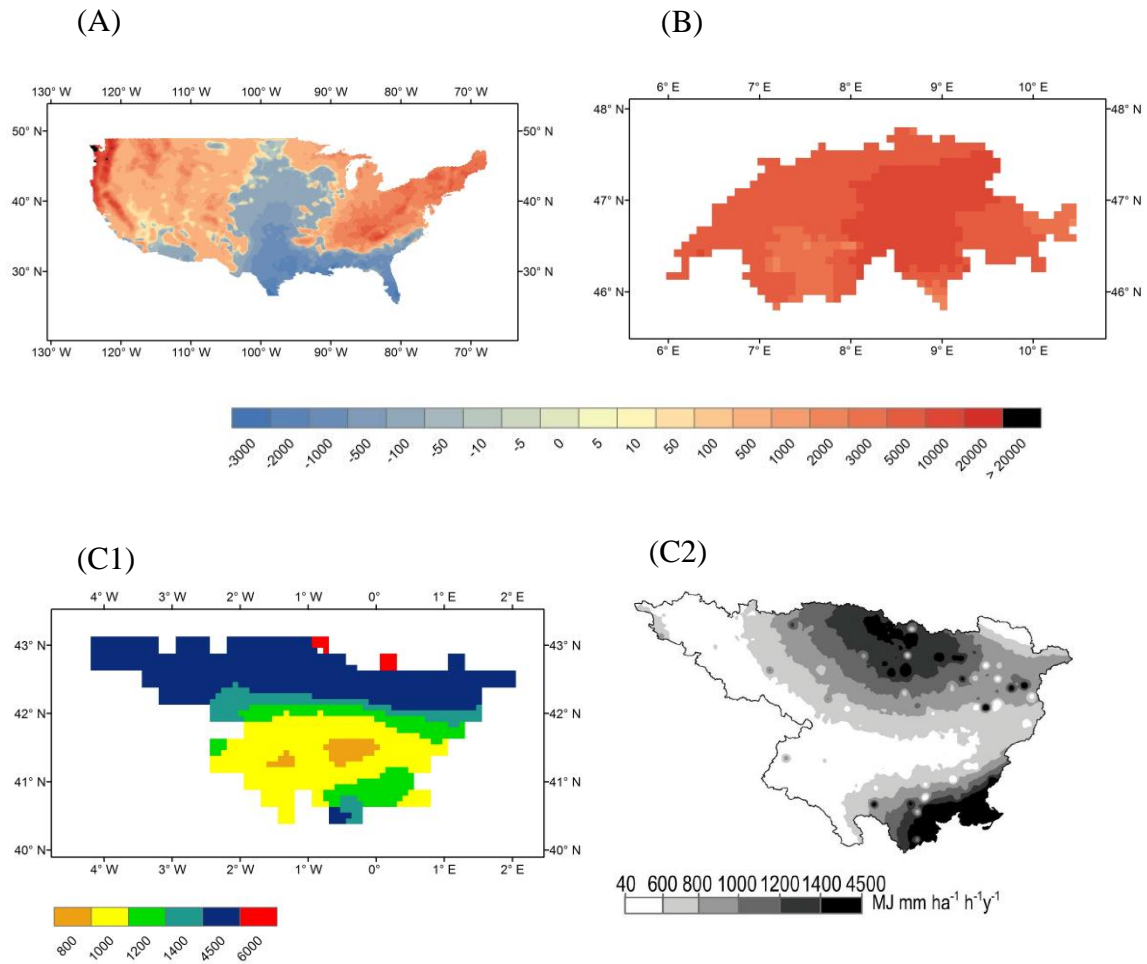 (A)
(B)
130° W 120° W 110° W 100° W 90° W 80° W 70° W
6° E 7° E 8° E 9° E 10° E
50° N 50° N
40° N 40° N
30° N 30° N
48° N 48° N
47° N 47° N
46° N 46° N
130° W 120° W 110° W 100° W 90° W 80° W 70° W
6° E 7° E 8° E 9° E 10° E
-3000 -2000 -1000 -500 -50 -10 -5 0 5 10 50 100 500 1000 2000 3000 5000 10000 20000 > 20000
(C1)
(C2)
4° W 3° W 2° W 1° W 0° 1° E 2° E
43° N 43° N
42° N 42° N
41° N 41° N
40° N 40° N
4° W 3° W 2° W 1° W 0° 1° E 2° E
800 1000 1200 1400 4500 6000
40 600 800 1000 1200 1400 4500
MJ mm ha⁻¹ h⁻¹y⁻¹